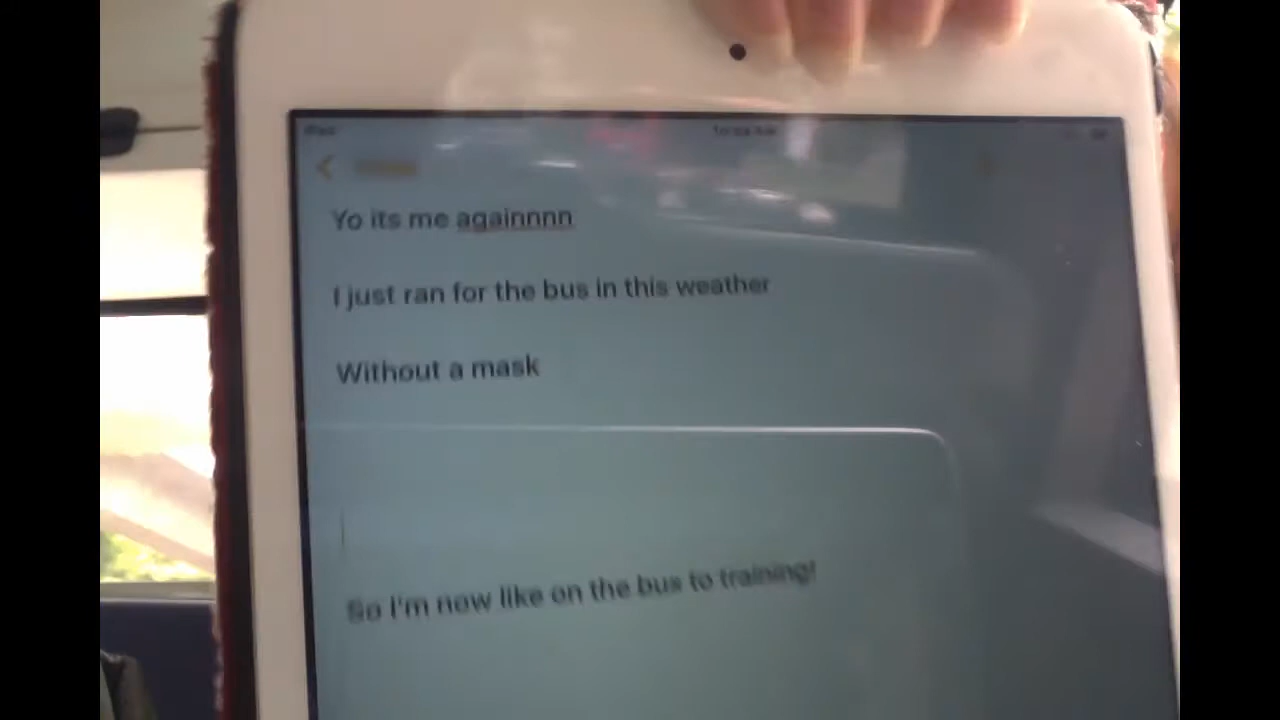 iPad
Yo its me againnnn
I just ran for the bus in this weather
Without a mask
So I'm now like on the bus to training!